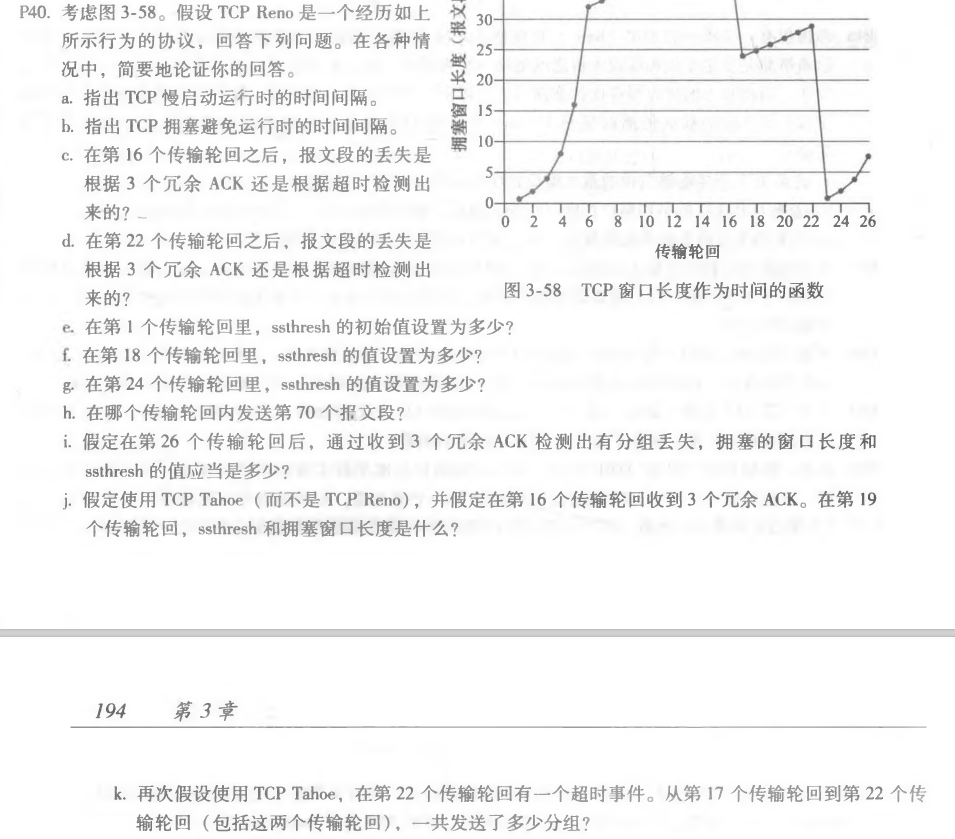 P40. 考虑图 3-58。假设 TCP Reno 是一个经历如上
所示行为的协议，回答下列问题。在各种情
况中，简要地论证你的回答。
a. 指出 TCP 慢启动运行时的时间间隔。
b. 指出 TCP 拥塞避免运行时的时间间隔。
c. 在第 16 个传输轮回之后，报文段的丢失是
根据 3 个冗余 ACK 还是根据超时检测出
来的?
d. 在第 22 个传输轮回之后，报文段的丢失是
根据 3 个冗余 ACK 还是根据超时检测出
来的?
拥塞窗口长度（报文
30
25
20
15
10
5
0
0 2 4 6 8 10 12 14 16 18 20 22 24 26
传输轮回
图 3-58 TCP 窗口长度作为时间的函数
e. 在第 1 个传输轮回里，ssthresh 的初始值设置为多少?
f. 在第 18 个传输轮回里，ssthresh 的值设置为多少?
g. 在第 24 个传输轮回里，ssthresh 的值设置为多少?
h. 在哪个传输轮回内发送第 70 个报文段?
i. 假定在第 26 个传输轮回后，通过收到 3 个冗余 ACK 检测出有分组丢失，拥塞的窗口长度和
ssthresh 的值应当是多少?
j. 假定使用 TCP Tahoe（而不是 TCP Reno），并假定在第 16 个传输轮回收到 3 个冗余 ACK。在第 19
个传输轮回，ssthresh 和拥塞窗口长度是什么?
194 第 3 章
k. 再次假设使用 TCP Tahoe，在第 22 个传输轮回有一个超时事件。从第 17 个传输轮回到第 22 个传
输轮回（包括这两个传输轮回），一共发送了多少分组?